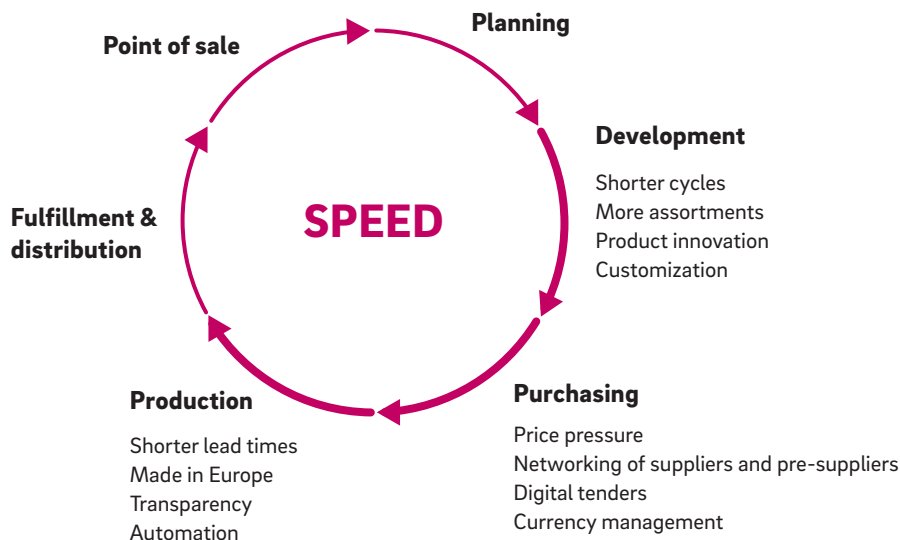 Planning
Point of sale
Development
Shorter cycles
More assortments
Product innovation
Customization
SPEED
Fulfillment &
distribution
Purchasing
Price pressure
Networking of suppliers and pre-suppliers
Digital tenders
Currency management
Production
Shorter lead times
Made in Europe
Transparency
Automation